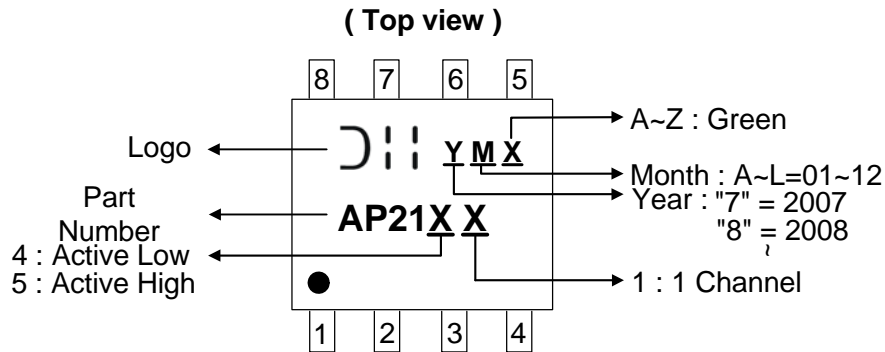 ( Top view )
8 7 6 5
A~Z : Green
Logo
Y M X
Month : A~L=01~12
Year : "7" = 2007
"8" = 2008
~
Part
Number
AP21X X
4 : Active Low
5 : Active High
1 : 1 Channel
1 2 3 4